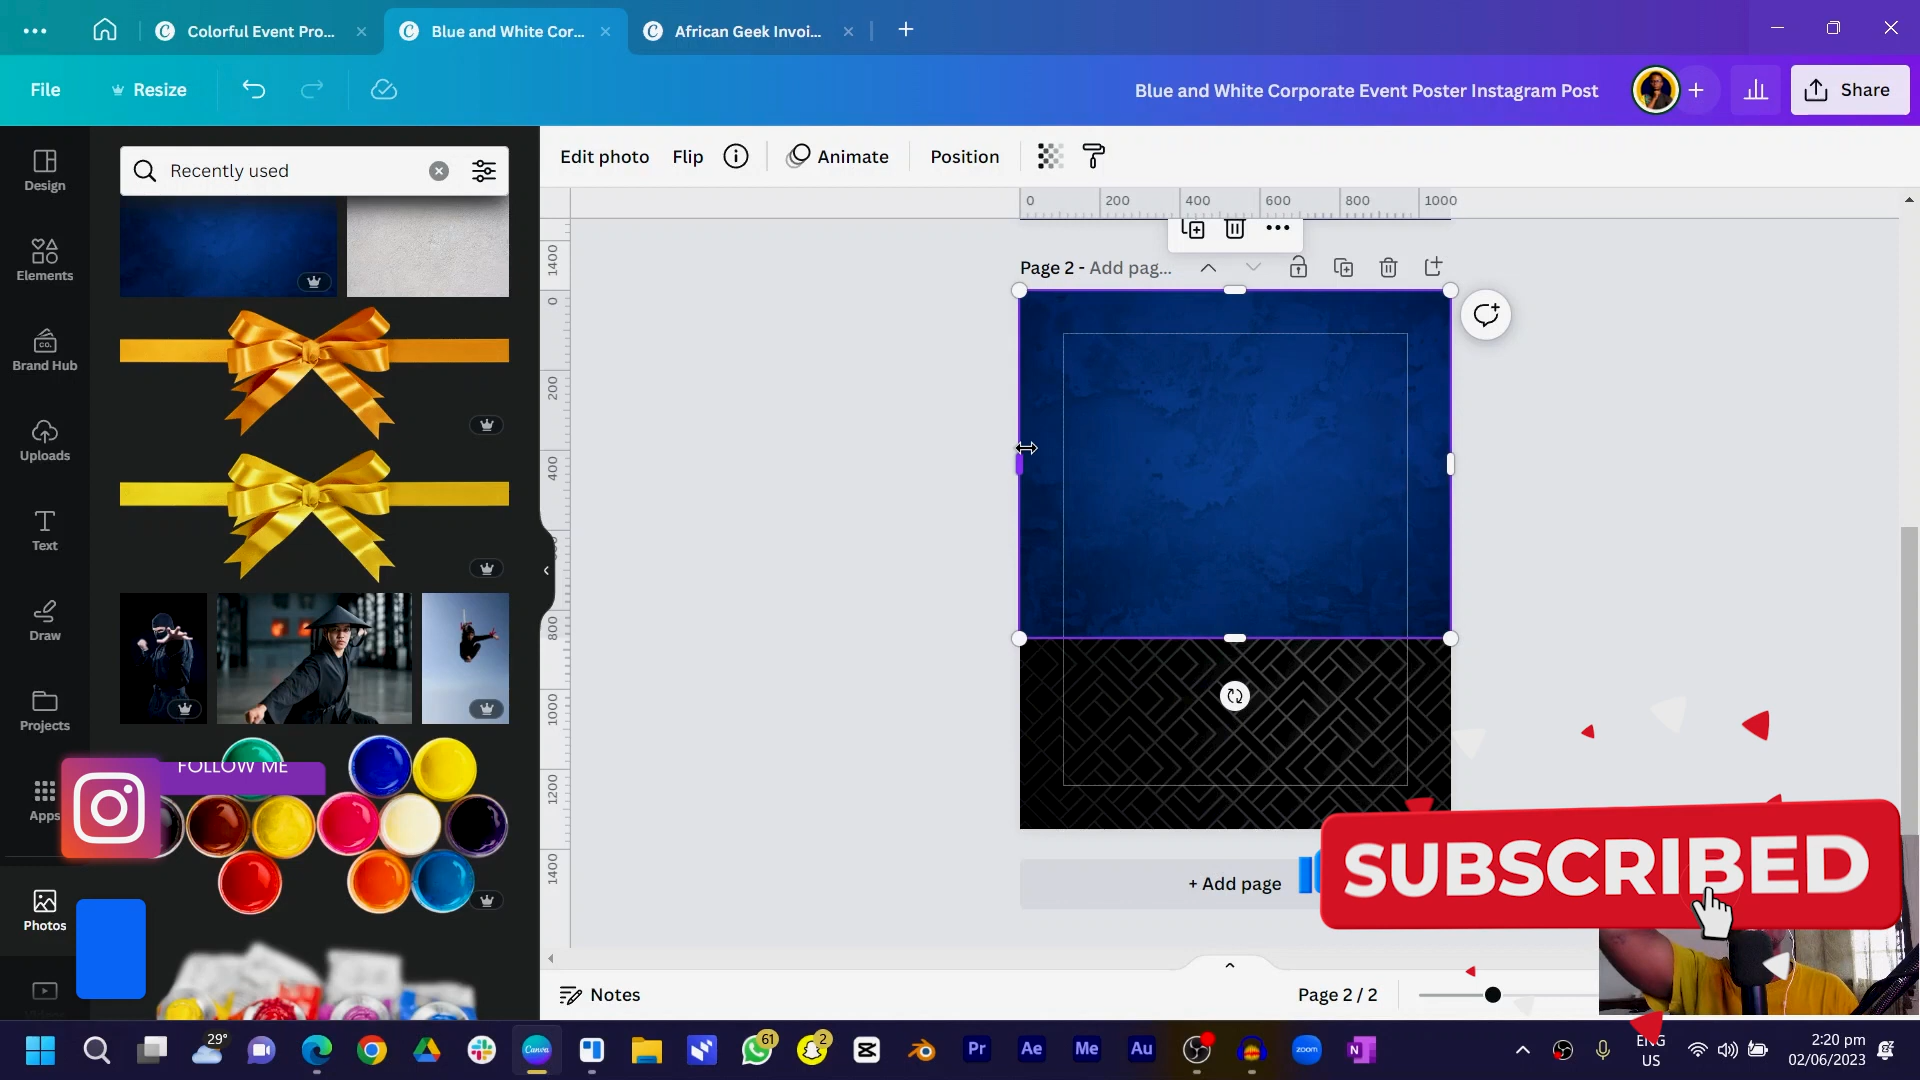 Colorful Event Pro...
Blue and White Cor...
African Geek Invoi...
File
Resize
Blue and White Corporate Event Poster Instagram Post
Share
Design
Elements
Brand Hub
CO.
Uploads
Text
Draw
Projects
Apps
Photos
Recently used
Edit photo
Flip
Animate
Position
0 200 400 600 800 1000
1400
0
200
400
800
1000
1200
1400
Page 2 - Add pag...
+ Add page
FOLLOW ME
SUBSCRIBED
Notes
Page 2 / 2
29°
Canva
61
2
Pr
Ae
Me
Au
zoom
N
ENG
US
2:20 pm
02/06/2023